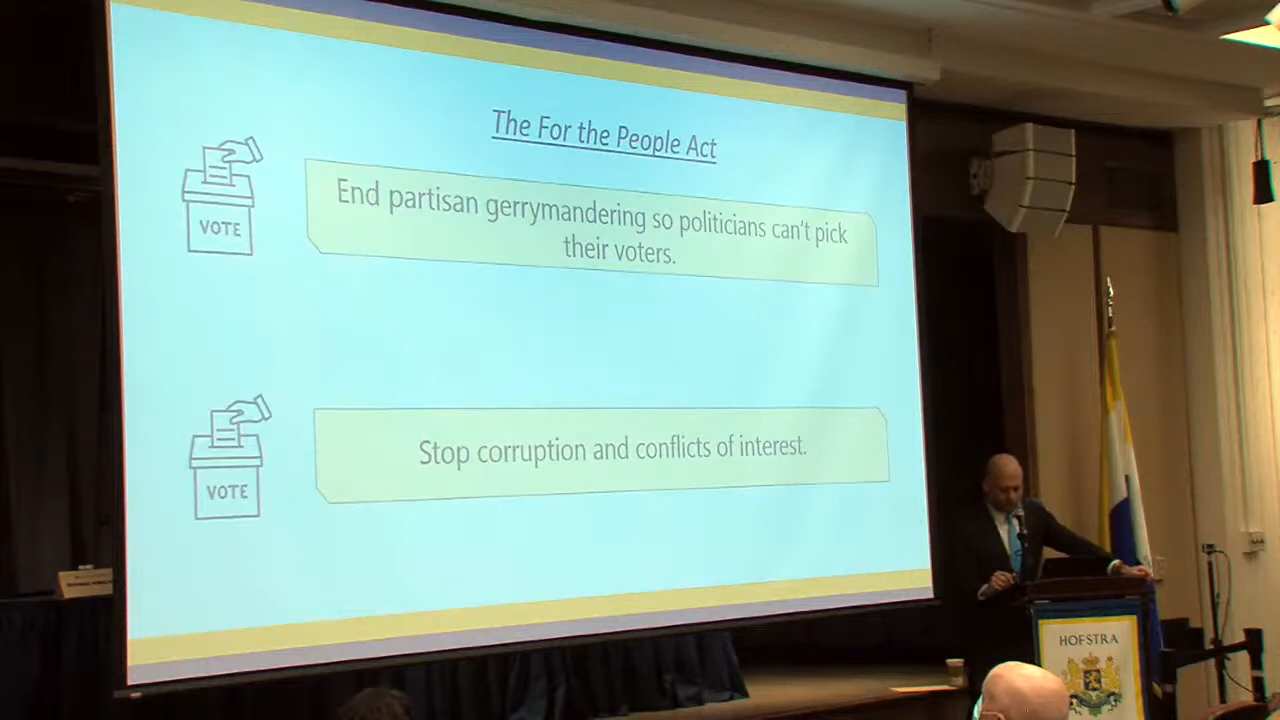 The For the People Act
VOTE
End partisan gerrymandering so politicians can't pick
their voters.
VOTE
Stop corruption and conflicts of interest.
HOFSTRA